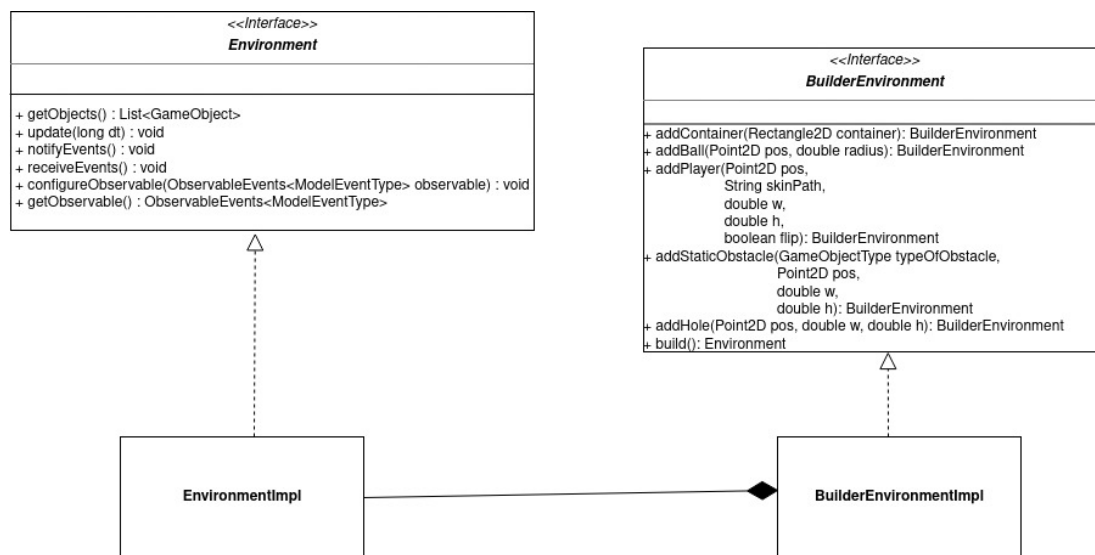 <<Interface>>
Environment
+ getObjects() : List<GameObject>
+ update(long dt) : void
+ notifyEvents() : void
+ receiveEvents() : void
+ configureObservable(ObservableEvents<ModelEventType> observable) : void
+ getObservable() : ObservableEvents<ModelEventType>
<<Interface>>
BuilderEnvironment
+ addContainer(Rectangle2D container): BuilderEnvironment
+ addBall(Point2D pos, double radius): BuilderEnvironment
+ addPlayer(Point2D pos,
String skinPath,
double w,
double h,
boolean flip): BuilderEnvironment
+ addStaticObstacle(GameObjectType typeOfObstacle,
Point2D pos,
double w,
double h): BuilderEnvironment
+ addHole(Point2D pos, double w, double h): BuilderEnvironment
+ build(): Environment
EnvironmentImpl
BuilderEnvironmentImpl